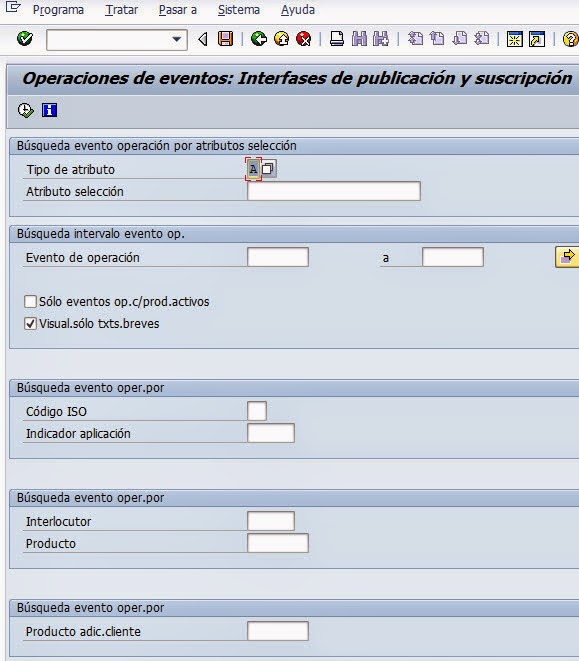 Programa Tratar Pasar a Sistema Ayuda
Operaciones de eventos: Interfases de publicación y suscripción
Búsqueda evento operación por atributos selección
Tipo de atributo A
Atributo selección
Búsqueda intervalo evento op.
Evento de operación a
Sólo eventos op.c/prod.activos
Visual.sólo txts.breves
Búsqueda evento oper.por
Código ISO
Indicador aplicación
Búsqueda evento oper.por
Interlocutor
Producto
Búsqueda evento oper.por
Producto adic.cliente